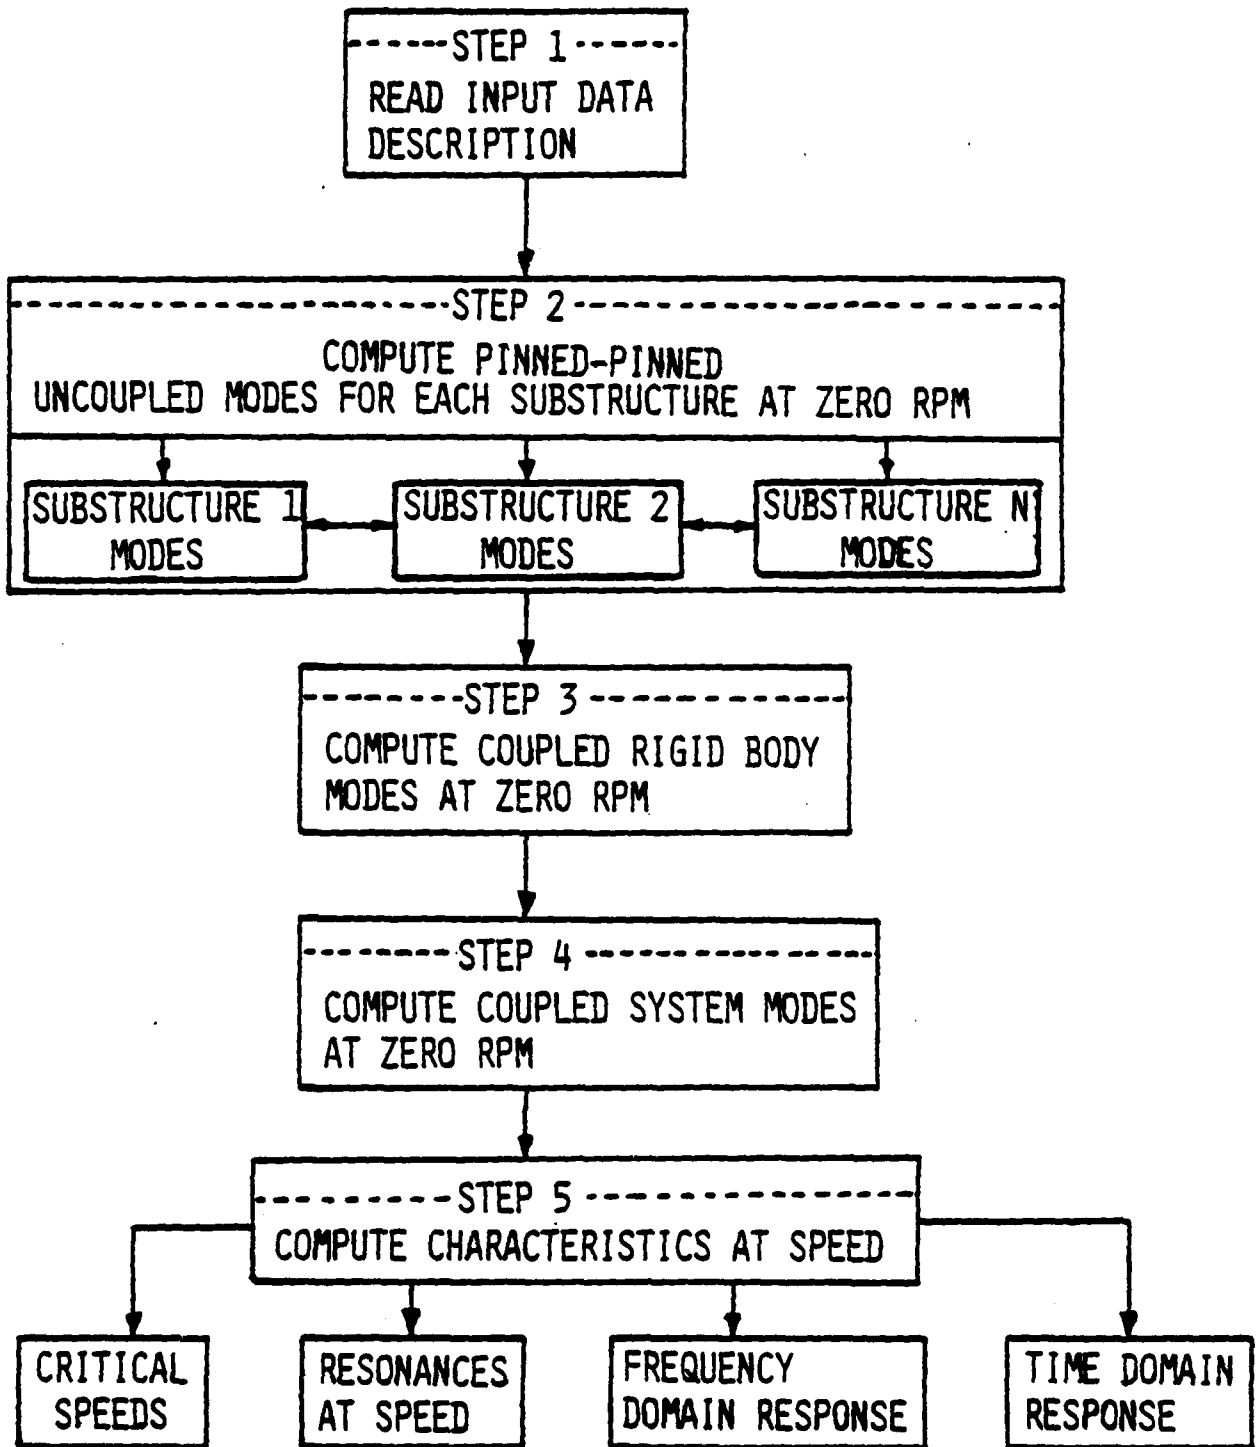 STEP 1
READ INPUT DATA
DESCRIPTION
STEP 2
COMPUTE PINNED-PINNED
UNCOUPLED MODES FOR EACH SUBSTRUCTURE AT ZERO RPM
SUBSTRUCTURE 1
MODES
SUBSTRUCTURE 2
MODES
SUBSTRUCTURE N
MODES
STEP 3
COMPUTE COUPLED RIGID BODY
MODES AT ZERO RPM
STEP 4
COMPUTE COUPLED SYSTEM MODES
AT ZERO RPM
STEP 5
COMPUTE CHARACTERISTICS AT SPEED
CRITICAL
SPEEDS
RESONANCES
AT SPEED
FREQUENCY
DOMAIN RESPONSE
TIME DOMAIN
RESPONSE